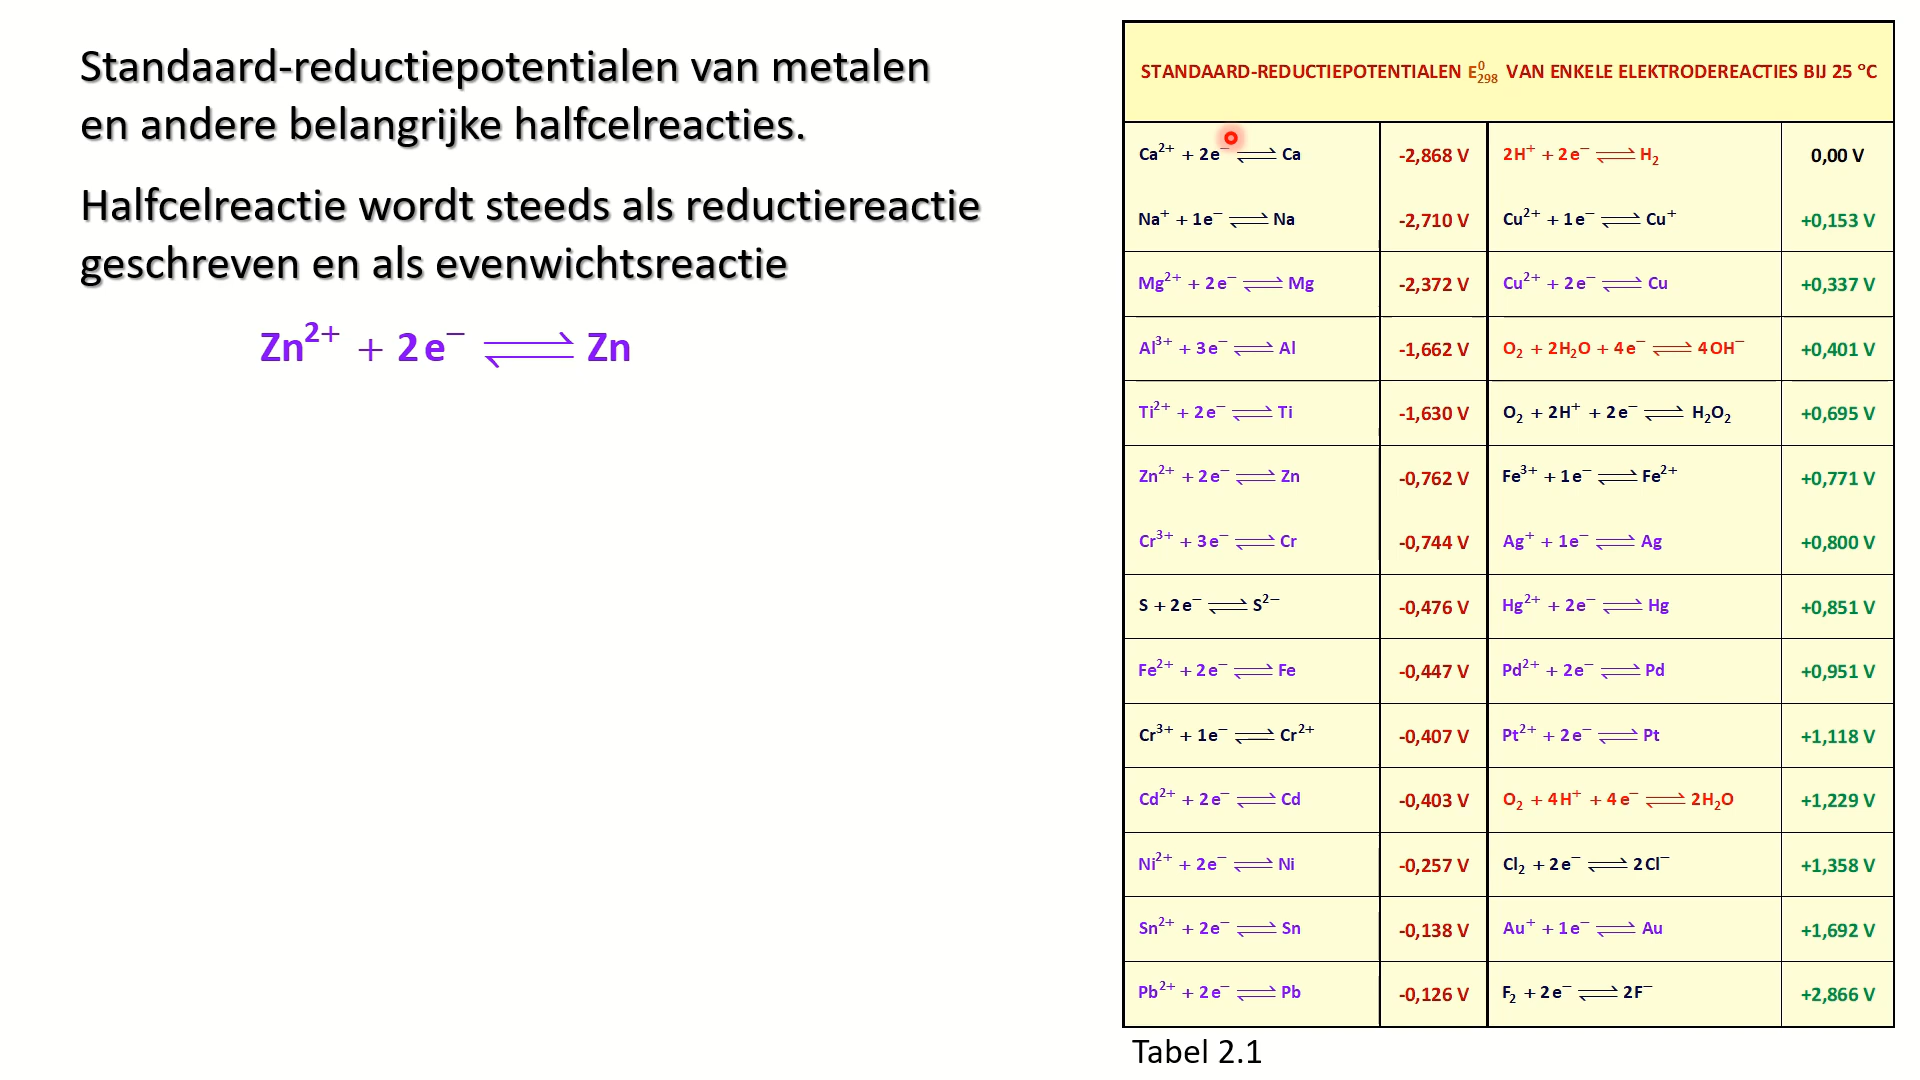 Standaard-reductiepotentialen van metalen
en andere belangrijke halfcelreacties.
Halfcelreactie wordt steeds als reductiereactie
geschreven en als evenwichtsreactie
Zn²⁺ + 2e⁻ ⇌ Zn
STANDAARD-REDUCTIEPOTENTIALEN E⁰₂₉₈ VAN ENKELE ELEKTRODEREACTIES BIJ 25 °C
Ca²⁺ + 2e⁻ ⇌ Ca -2,868 V 2H⁺ + 2e⁻ ⇌ H₂ 0,00 V
Na⁺ + 1e⁻ ⇌ Na -2,710 V Cu²⁺ + 1e⁻ ⇌ Cu⁺ +0,153 V
Mg²⁺ + 2e⁻ ⇌ Mg -2,372 V Cu²⁺ + 2e⁻ ⇌ Cu +0,337 V
Al³⁺ + 3e⁻ ⇌ Al -1,662 V O₂ + 2H₂O + 4e⁻ ⇌ 4OH⁻ +0,401 V
Ti²⁺ + 2e⁻ ⇌ Ti -1,630 V O₂ + 2H⁺ + 2e⁻ ⇌ H₂O₂ +0,695 V
Zn²⁺ + 2e⁻ ⇌ Zn -0,762 V Fe³⁺ + 1e⁻ ⇌ Fe²⁺ +0,771 V
Cr³⁺ + 3e⁻ ⇌ Cr -0,744 V Ag⁺ + 1e⁻ ⇌ Ag +0,800 V
S + 2e⁻ ⇌ S²⁻ -0,476 V Hg²⁺ + 2e⁻ ⇌ Hg +0,851 V
Fe²⁺ + 2e⁻ ⇌ Fe -0,447 V Pd²⁺ + 2e⁻ ⇌ Pd +0,951 V
Cr³⁺ + 1e⁻ ⇌ Cr²⁺ -0,407 V Pt²⁺ + 2e⁻ ⇌ Pt +1,118 V
Cd²⁺ + 2e⁻ ⇌ Cd -0,403 V O₂ + 4H⁺ + 4e⁻ ⇌ 2H₂O +1,229 V
Ni²⁺ + 2e⁻ ⇌ Ni -0,257 V Cl₂ + 2e⁻ ⇌ 2Cl⁻ +1,358 V
Sn²⁺ + 2e⁻ ⇌ Sn -0,138 V Au⁺ + 1e⁻ ⇌ Au +1,692 V
Pb²⁺ + 2e⁻ ⇌ Pb -0,126 V F₂ + 2e⁻ ⇌ 2F⁻ +2,866 V
Tabel 2.1